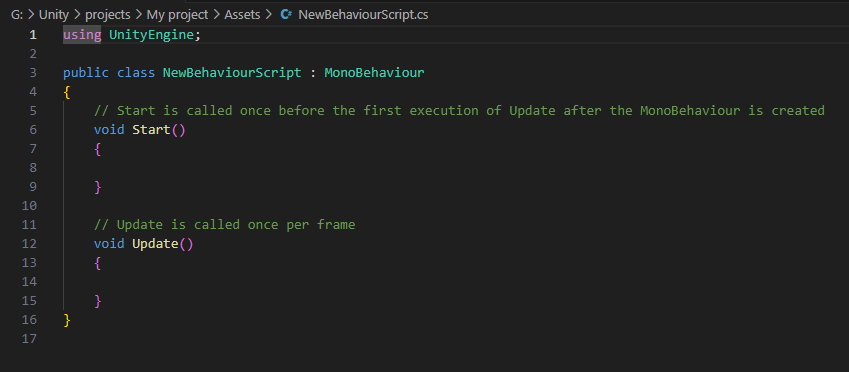 G: > Unity > projects > My project > Assets > C# NewBehaviourScript.cs
1 using UnityEngine;
2
3 public class NewBehaviourScript : MonoBehaviour
4 {
5     // Start is called once before the first execution of Update after the MonoBehaviour is created
6     void Start()
7     {
8
9     }
10
11     // Update is called once per frame
12     void Update()
13     {
14
15     }
16 }
17